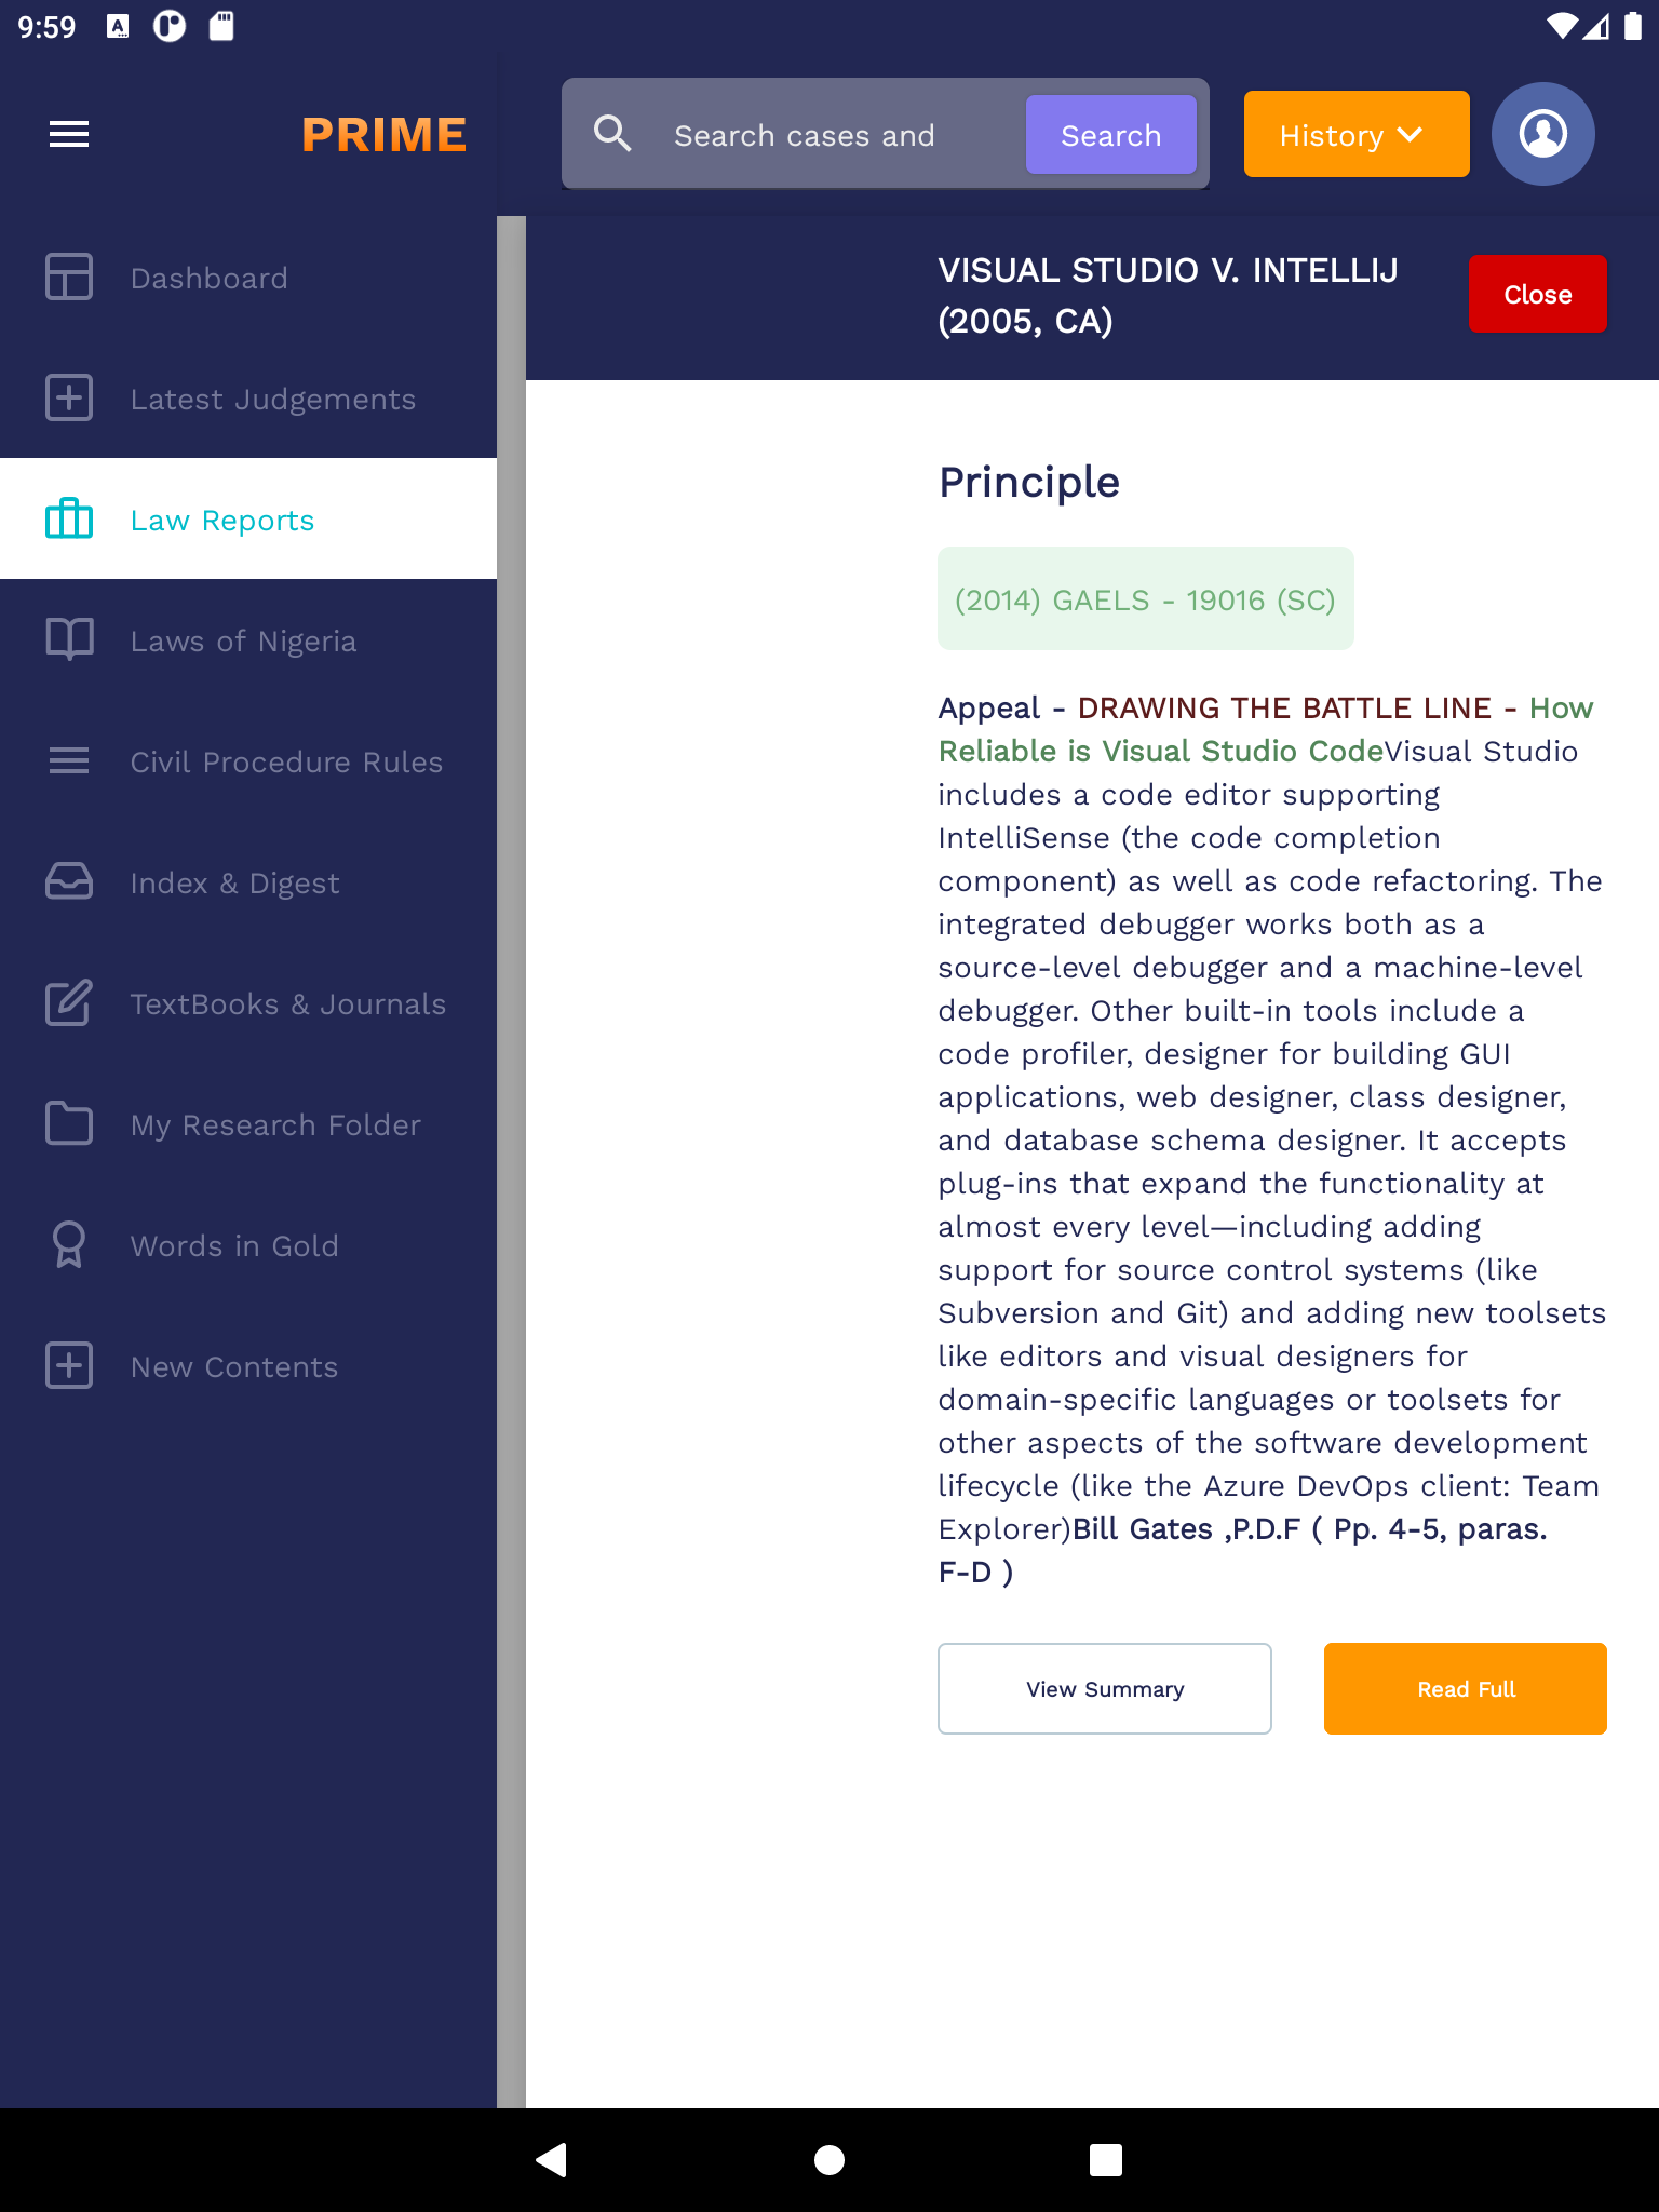 9:59
PRIME
Search cases and
Search
History
Dashboard
Latest Judgements
Law Reports
Laws of Nigeria
Civil Procedure Rules
Index & Digest
TextBooks & Journals
My Research Folder
Words in Gold
New Contents
VISUAL STUDIO V. INTELLIJ
(2005, CA)
Close
Principle
(2014) GAELS - 19016 (SC)
Appeal - DRAWING THE BATTLE LINE - How
Reliable is Visual Studio CodeVisual Studio
includes a code editor supporting
IntelliSense (the code completion
component) as well as code refactoring. The
integrated debugger works both as a
source-level debugger and a machine-level
debugger. Other built-in tools include a
code profiler, designer for building GUI
applications, web designer, class designer,
and database schema designer. It accepts
plug-ins that expand the functionality at
almost every level—including adding
support for source control systems (like
Subversion and Git) and adding new toolsets
like editors and visual designers for
domain-specific languages or toolsets for
other aspects of the software development
lifecycle (like the Azure DevOps client: Team
Explorer)Bill Gates ,P.D.F ( Pp. 4-5, paras.
F-D )
View Summary
Read Full